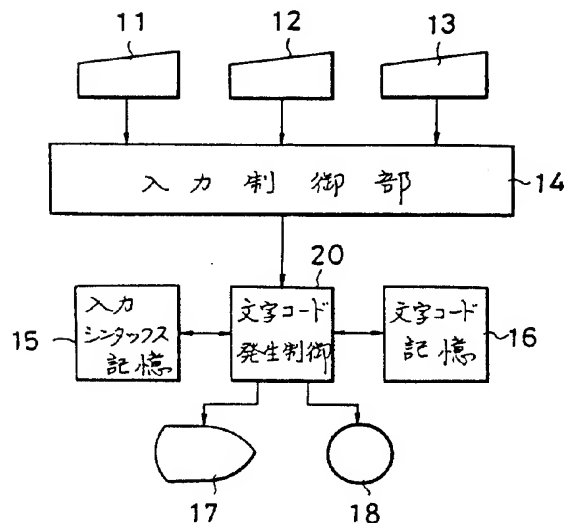 11
12
13
入力制御部
14
20
15
入力
シンタックス
記憶
文字コード
発生制御
文字コード
記憶
16
17
18